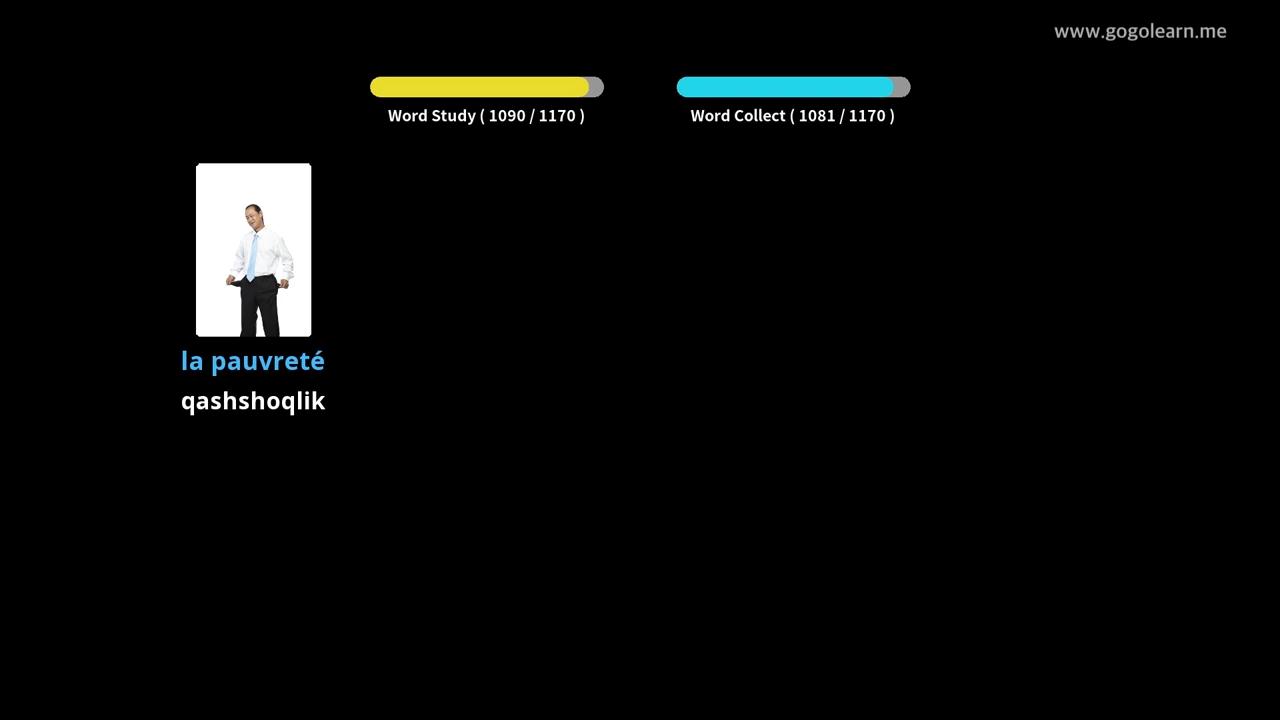 www.gogolearn.me
Word Study ( 1090 / 1170 )
Word Collect ( 1081 / 1170 )
la pauvreté
qashshoqlik